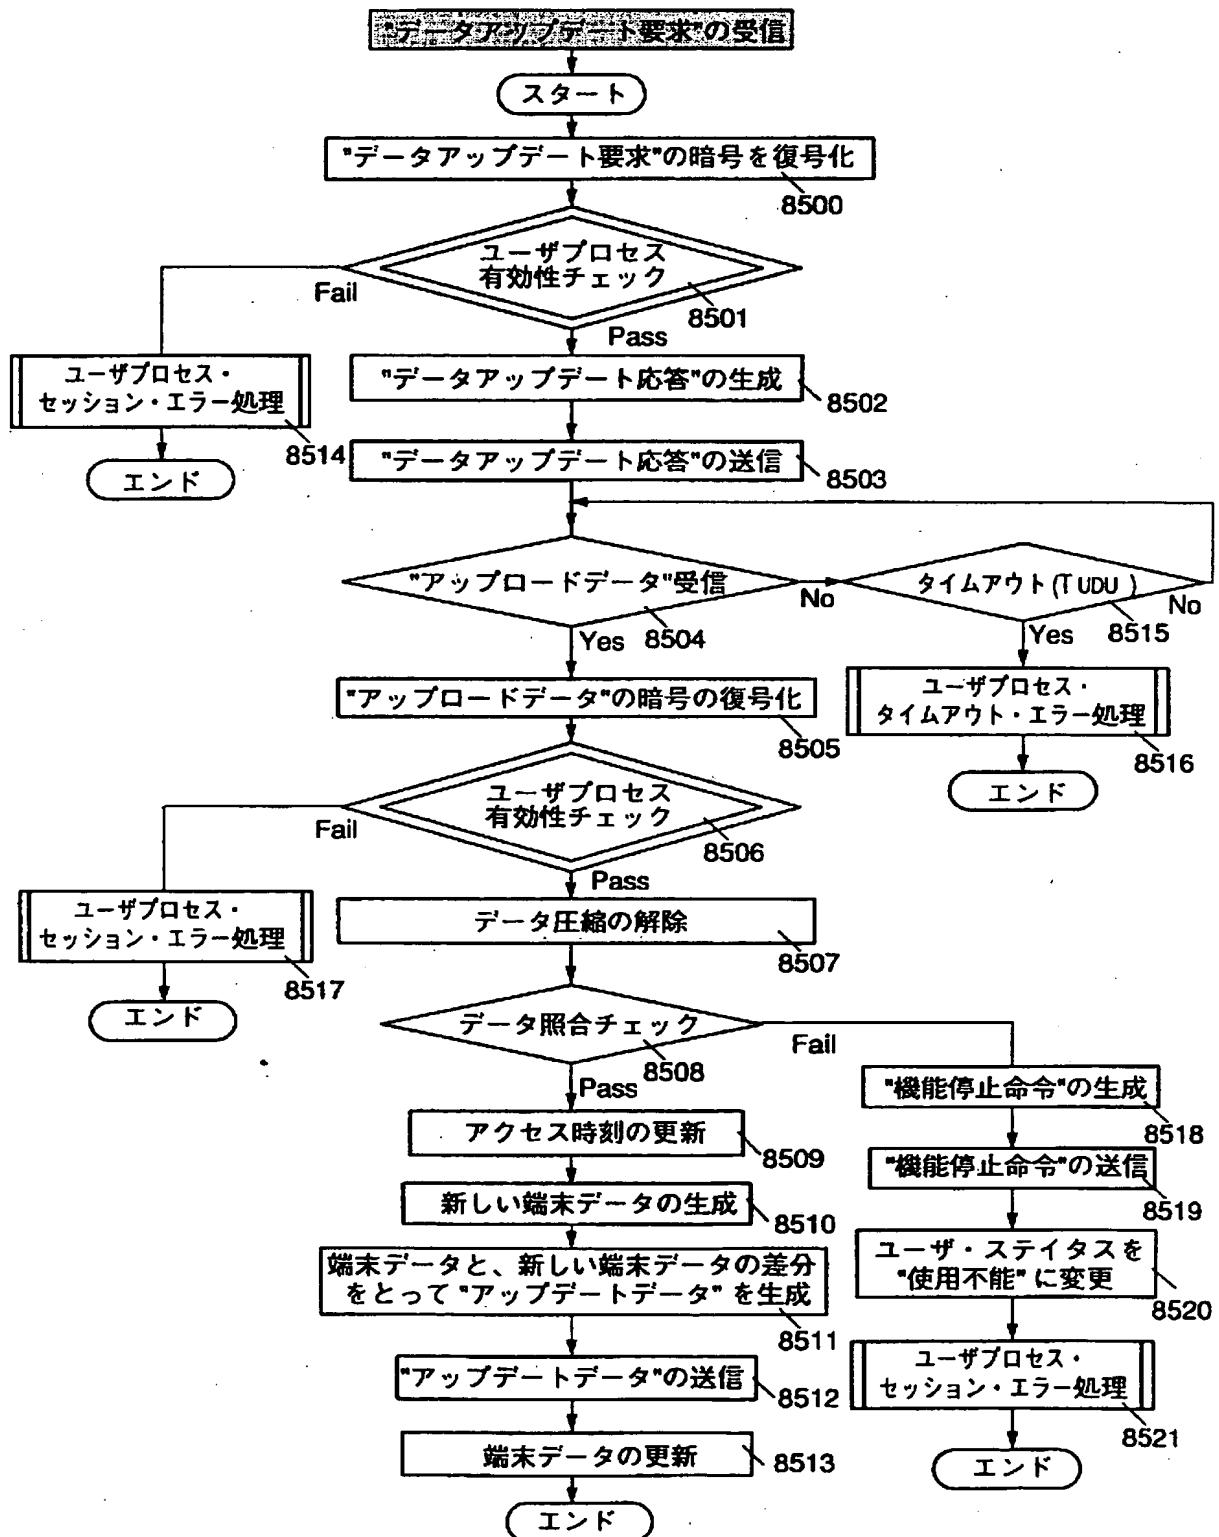 "データアップデート要求"の受信
スタート
"データアップデート要求"の暗号を復号化
8500
ユーザプロセス
有効性チェック
8501
Fail
Pass
ユーザプロセス・
セッション・エラー処理
8514
エンド
"データアップデート応答"の生成
8502
"データアップデート応答"の送信
8503
"アップロードデータ"受信
8504
No
Yes
タイムアウト(TUDU)
8515
No
Yes
ユーザプロセス・
タイムアウト・エラー処理
8516
エンド
"アップロードデータ"の暗号の復号化
8505
ユーザプロセス
有効性チェック
8506
Fail
Pass
ユーザプロセス・
セッション・エラー処理
8517
エンド
データ圧縮の解除
8507
データ照合チェック
8508
Fail
Pass
アクセス時刻の更新
8509
新しい端末データの生成
8510
端末データと、新しい端末データの差分
をとって"アップデートデータ"を生成
8511
"アップデートデータ"の送信
8512
端末データの更新
8513
エンド
"機能停止命令"の生成
8518
"機能停止命令"の送信
8519
ユーザ・ステイタスを
"使用不能"に変更
8520
ユーザプロセス・
セッション・エラー処理
8521
エンド